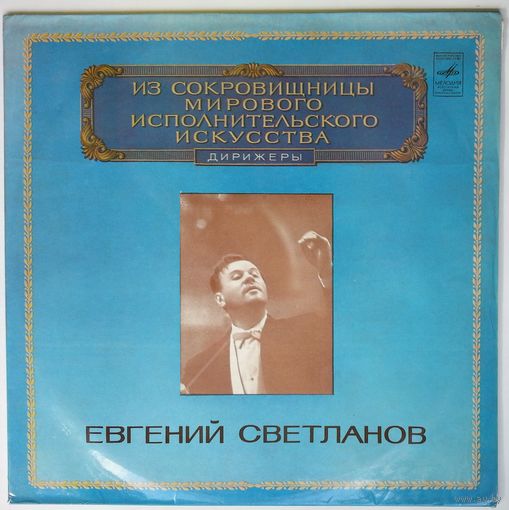 ИЗ СОКРОВИЩНИЦЫ
МИРОВОГО
ИСПОЛНИТЕЛЬСКОГО
ИСКУССТВА
ДИРИЖЕРЫ
МЕЛОДИЯ
ЕВГЕНИЙ СВЕТЛАНОВ